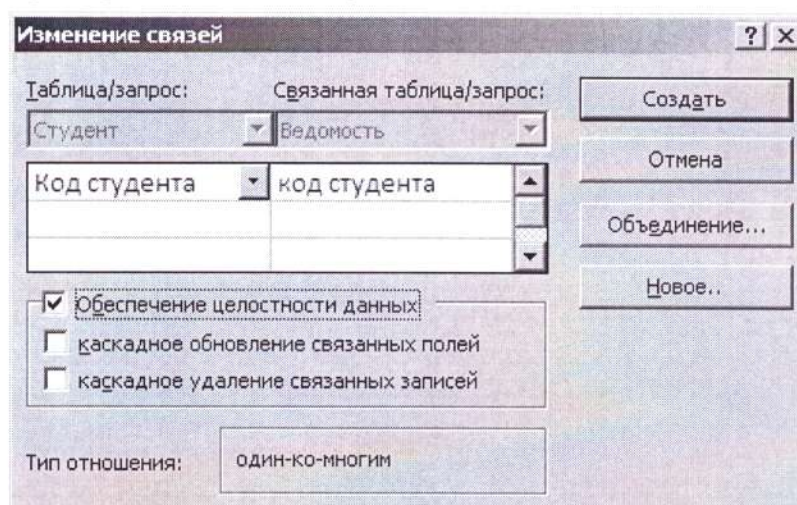 Изменение связей
Таблица/запрос: Связанная таблица/запрос:
Студент Ведомость
Код студента код студента
Обеспечение целостности данных
каскадное обновление связанных полей
каскадное удаление связанных записей
Тип отношения: один-ко-многим
Создать
Отмена
Объединение...
Новое..